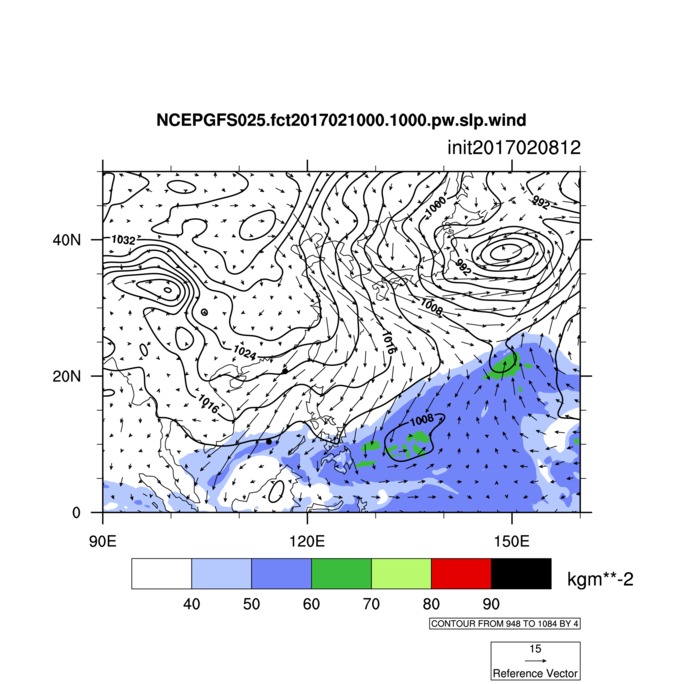 NCEPGFS025.fct2017021000.1000.pw.slp.wind
init2017020812
1000
992
40N
1032
992
1008
1016
1024
20N
1016
1008
0
90E 120E 150E
kgm**-2
40 50 60 70 80 90
CONTOUR FROM 948 TO 1084 BY 4
15
Reference Vector